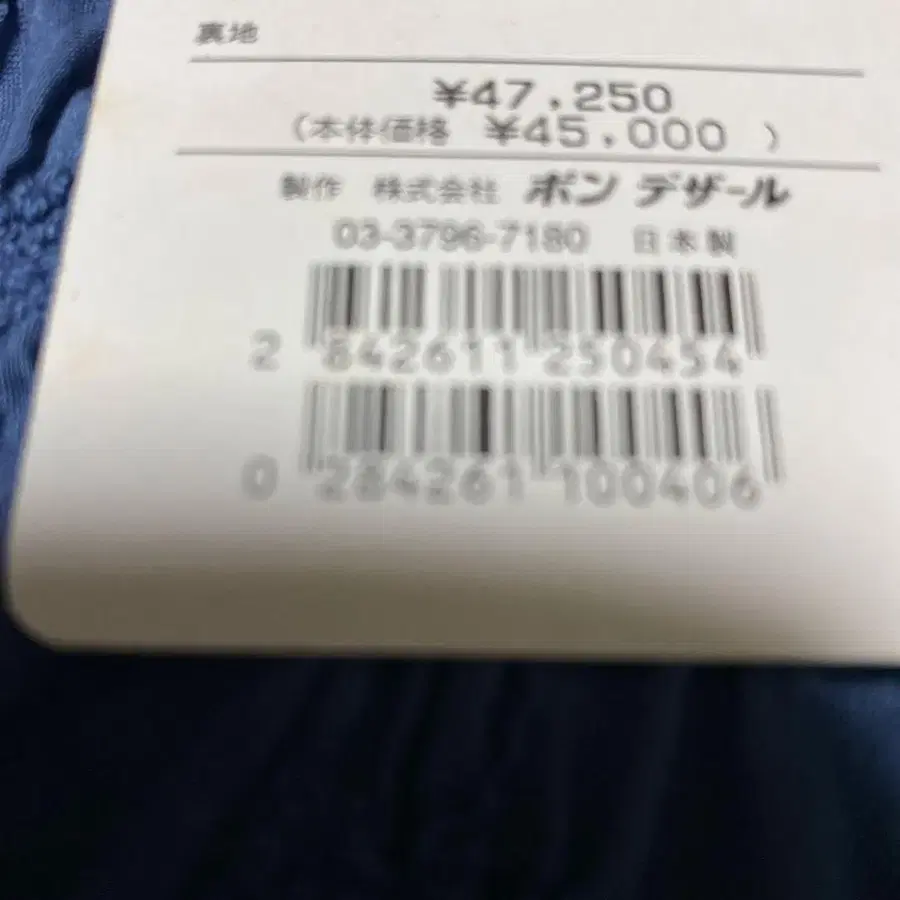 裏地
¥47,250
(本体価格 ¥45,000 )
製作 株式会社 ボン デザール
03-3796-7180 日本製
2 842611 250454
0 284261 100406